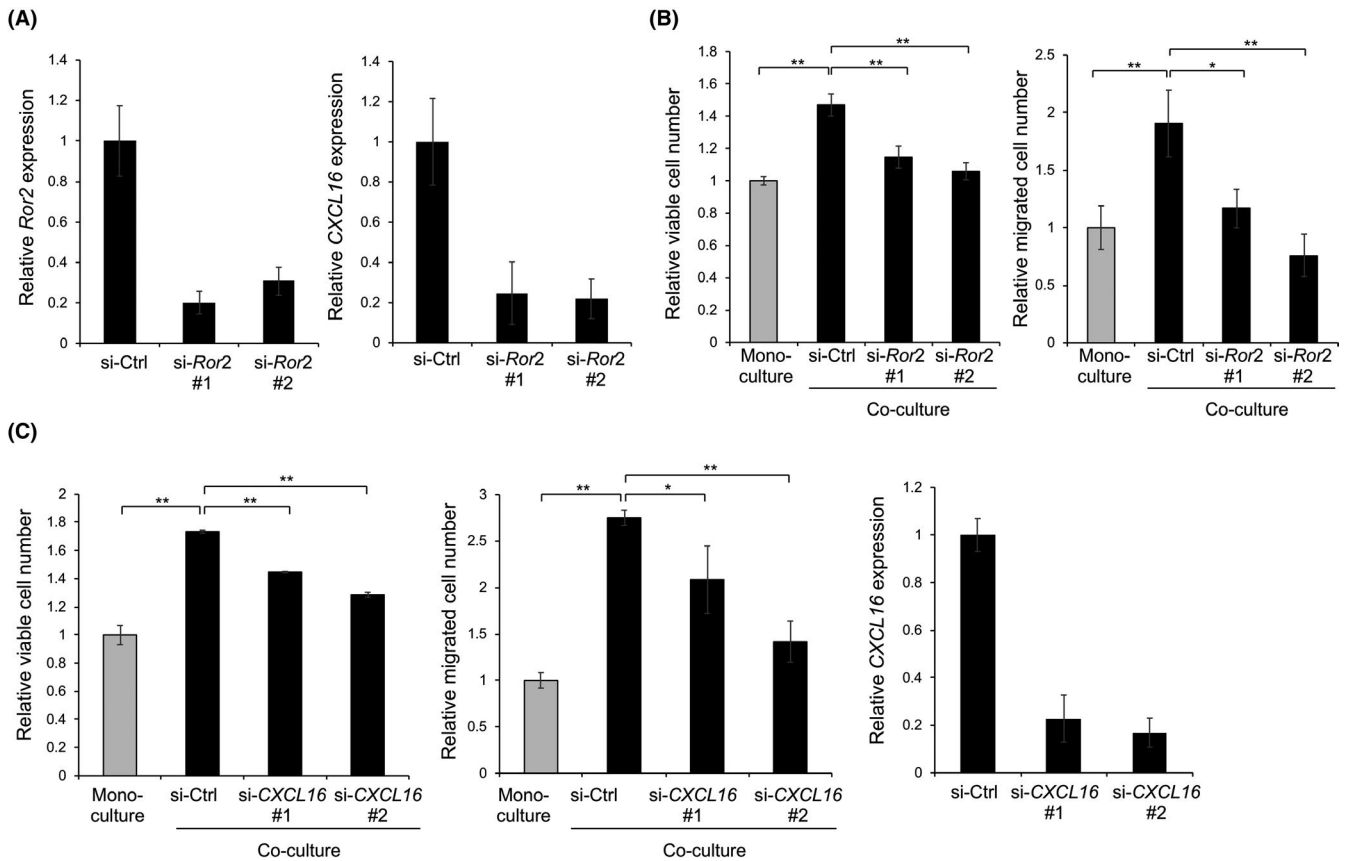 (A)
Relative Ror2 expression
1.4
1.2
1
0.8
0.6
0.4
0.2
0
si-Ctrl
si-Ror2
#1
si-Ror2
#2
Relative CXCL16 expression
1.4
1.2
1
0.8
0.6
0.4
0.2
0
si-Ctrl
si-Ror2
#1
si-Ror2
#2
(B)
Relative viable cell number
1.8
1.6
1.4
1.2
1
0.8
0.6
0.4
0.2
0
**
**
**
Mono-
culture
si-Ctrl
si-Ror2
#1
si-Ror2
#2
Co-culture
Relative migrated cell number
2.5
2
1.5
1
0.5
0
**
**
*
Mono-
culture
si-Ctrl
si-Ror2
#1
si-Ror2
#2
Co-culture
(C)
Relative viable cell number
2
1.8
1.6
1.4
1.2
1
0.8
0.6
0.4
0.2
0
**
**
**
Mono-
culture
si-Ctrl
si-CXCL16
#1
si-CXCL16
#2
Co-culture
Relative migrated cell number
3
2.5
2
1.5
1
0.5
0
**
**
*
Mono-
culture
si-Ctrl
si-CXCL16
#1
si-CXCL16
#2
Co-culture
Relative CXCL16 expression
1.2
1
0.8
0.6
0.4
0.2
0
si-Ctrl
si-CXCL16
#1
si-CXCL16
#2